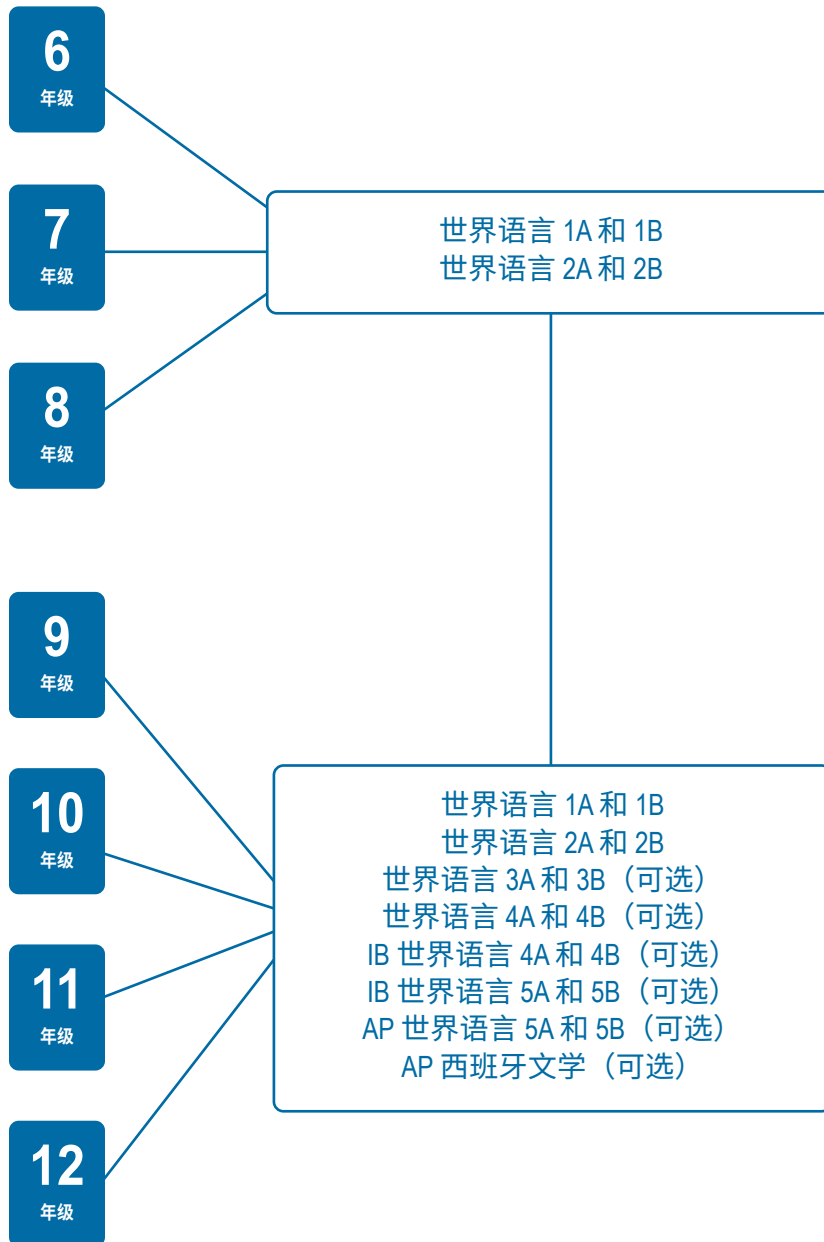 6
年级
7
年级
世界语言 1A 和 1B
世界语言 2A 和 2B
8
年级
9
年级
10
年级
11
年级
12
年级
世界语言 1A 和 1B
世界语言 2A 和 2B
世界语言 3A 和 3B（可选）
世界语言 4A 和 4B（可选）
IB 世界语言 4A 和 4B（可选）
IB 世界语言 5A 和 5B（可选）
AP 世界语言 5A 和 5B（可选）
AP 西班牙文学（可选）